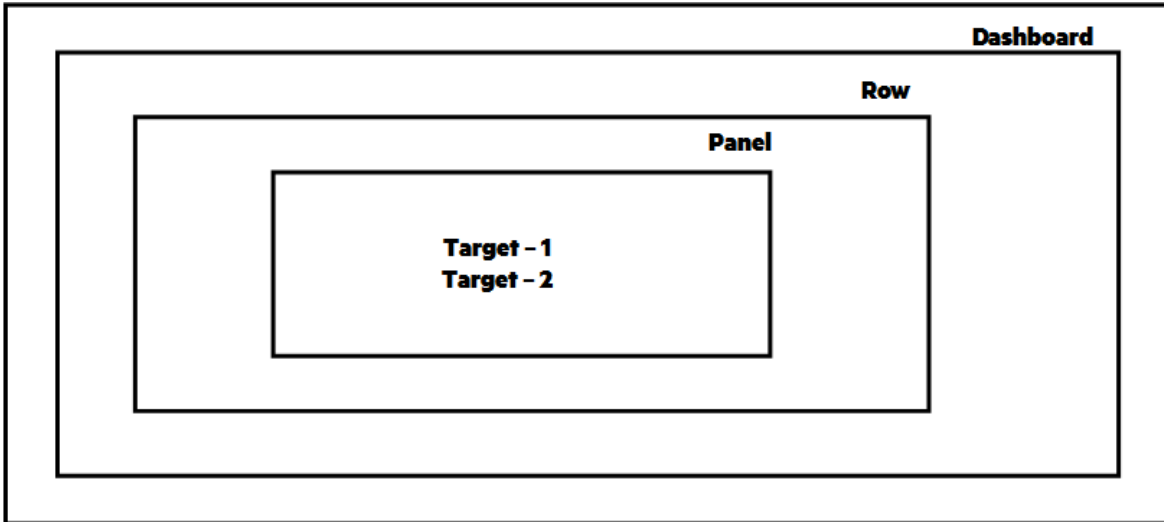 Dashboard
Row
Panel
Target – 1
Target – 2